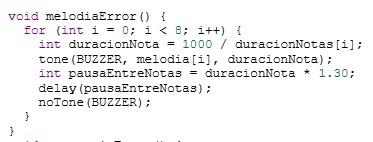 void melodiaError() {
for (int i = 0; i < 8; i++) {
int duracionNota = 1000 / duracionNotas[i];
tone(BUZZER, melodia[i], duracionNota);
int pausaEntreNotas = duracionNota * 1.30;
delay(pausaEntreNotas);
noTone(BUZZER);
}
}